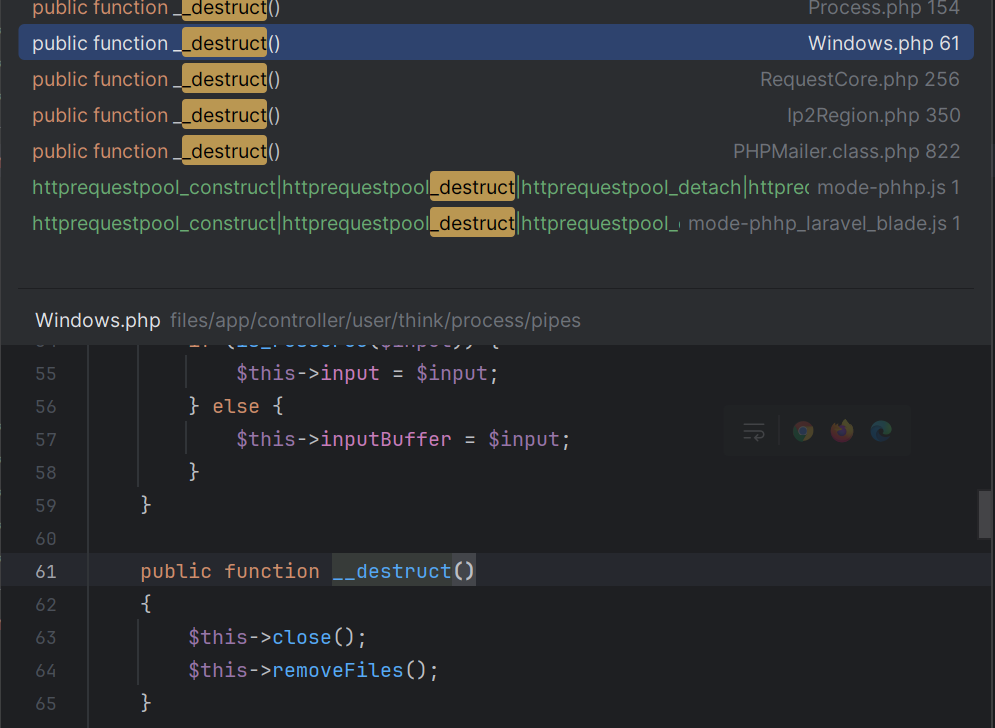 public function __destruct() Process.php 154
public function __destruct() Windows.php 61
public function __destruct() RequestCore.php 256
public function __destruct() Ip2Region.php 350
public function __destruct() PHPMailer.class.php 822
httprequestpool_construct|httprequestpool_destruct|httprequestpool_detach|httprec mode-phhp.js 1
httprequestpool_construct|httprequestpool_destruct|httprequestpool_ mode-phhp_laravel_blade.js 1
Windows.php files/app/controller/user/think/process/pipes
54 if (is_resource($input)) {
55 $this->input = $input;
56 } else {
57 $this->inputBuffer = $input;
58 }
59 }
60
61 public function __destruct()
62 {
63 $this->close();
64 $this->removeFiles();
65 }